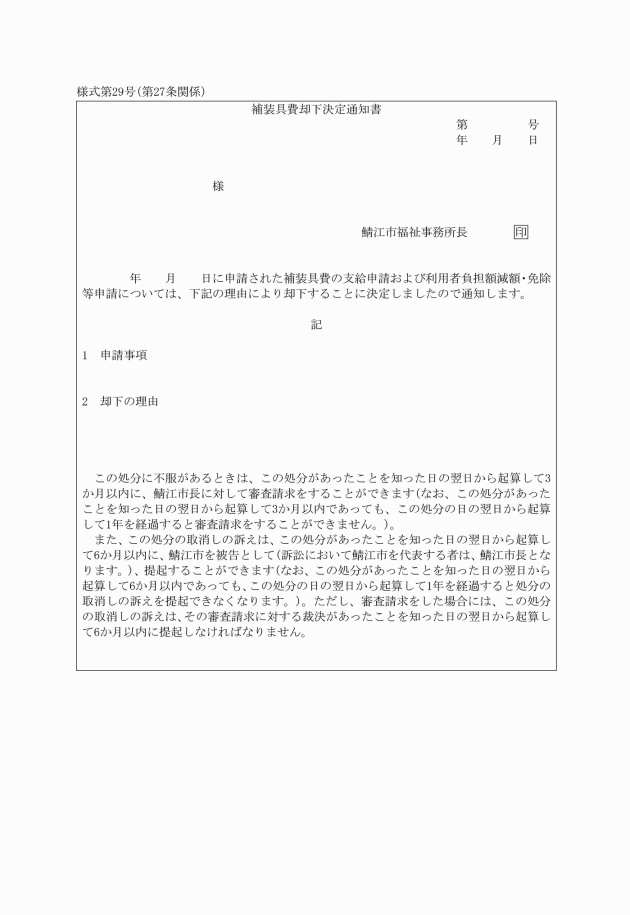 様式第29号(第27条関係)
補装具費却下決定通知書
第　　　　　号
年　　月　　日
様
鯖江市福祉事務所長　　　　印
年　　月　　日に申請された補装具費の支給申請および利用者負担額減額・免除
等申請については、下記の理由により却下することに決定しましたので通知します。
記
1　申請事項
2　却下の理由
この処分に不服があるときは、この処分があったことを知った日の翌日から起算して3
か月以内に、鯖江市長に対して審査請求をすることができます(なお、この処分があった
ことを知った日の翌日から起算して3か月以内であっても、この処分の日の翌日から起算
して1年を経過すると審査請求をすることができません。)。
また、この処分の取消しの訴えは、この処分があったことを知った日の翌日から起算し
て6か月以内に、鯖江市を被告として(訴訟において鯖江市を代表する者は、鯖江市長とな
ります。)、提起することができます(なお、この処分があったことを知った日の翌日から
起算して6か月以内であっても、この処分の日の翌日から起算して1年を経過すると処分の
取消しの訴えを提起できなくなります。)。ただし、審査請求をした場合には、この処分
の取消しの訴えは、その審査請求に対する裁決があったことを知った日の翌日から起算し
て6か月以内に提起しなければなりません。